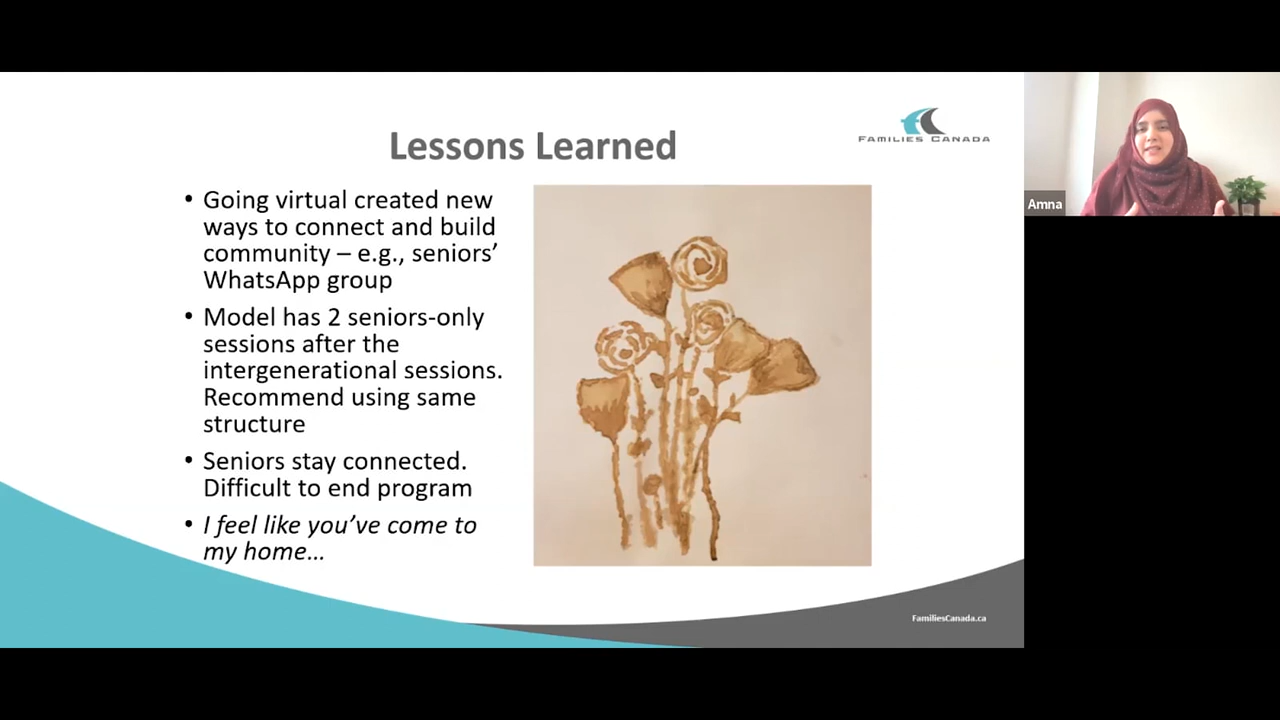 Lessons Learned
FAMILIES CANADA
• Going virtual created new
ways to connect and build
community – e.g., seniors’
WhatsApp group
• Model has 2 seniors-only
sessions after the
intergenerational sessions.
Recommend using same
structure
• Seniors stay connected.
Difficult to end program
• I feel like you’ve come to
my home...
FamiliesCanada.ca
Amna